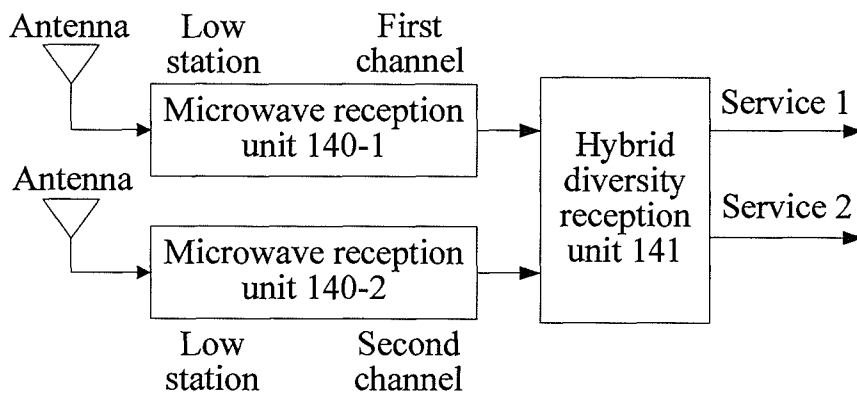 Antenna
Low station
First channel
Microwave reception unit 140-1
Service 1
Hybrid diversity reception unit 141
Antenna
Service 2
Microwave reception unit 140-2
Low station
Second channel